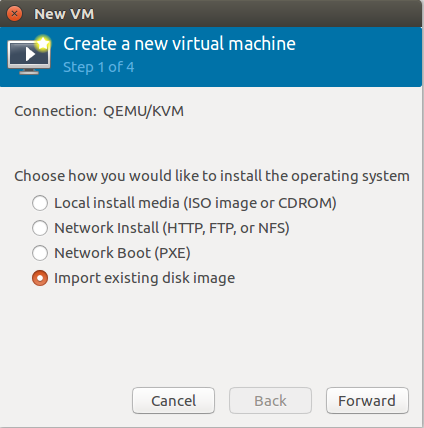 New VM
Create a new virtual machine
Step 1 of 4
Connection: QEMU/KVM
Choose how you would like to install the operating system
Local install media (ISO image or CDROM)
Network Install (HTTP, FTP, or NFS)
Network Boot (PXE)
Import existing disk image
Cancel Back Forward